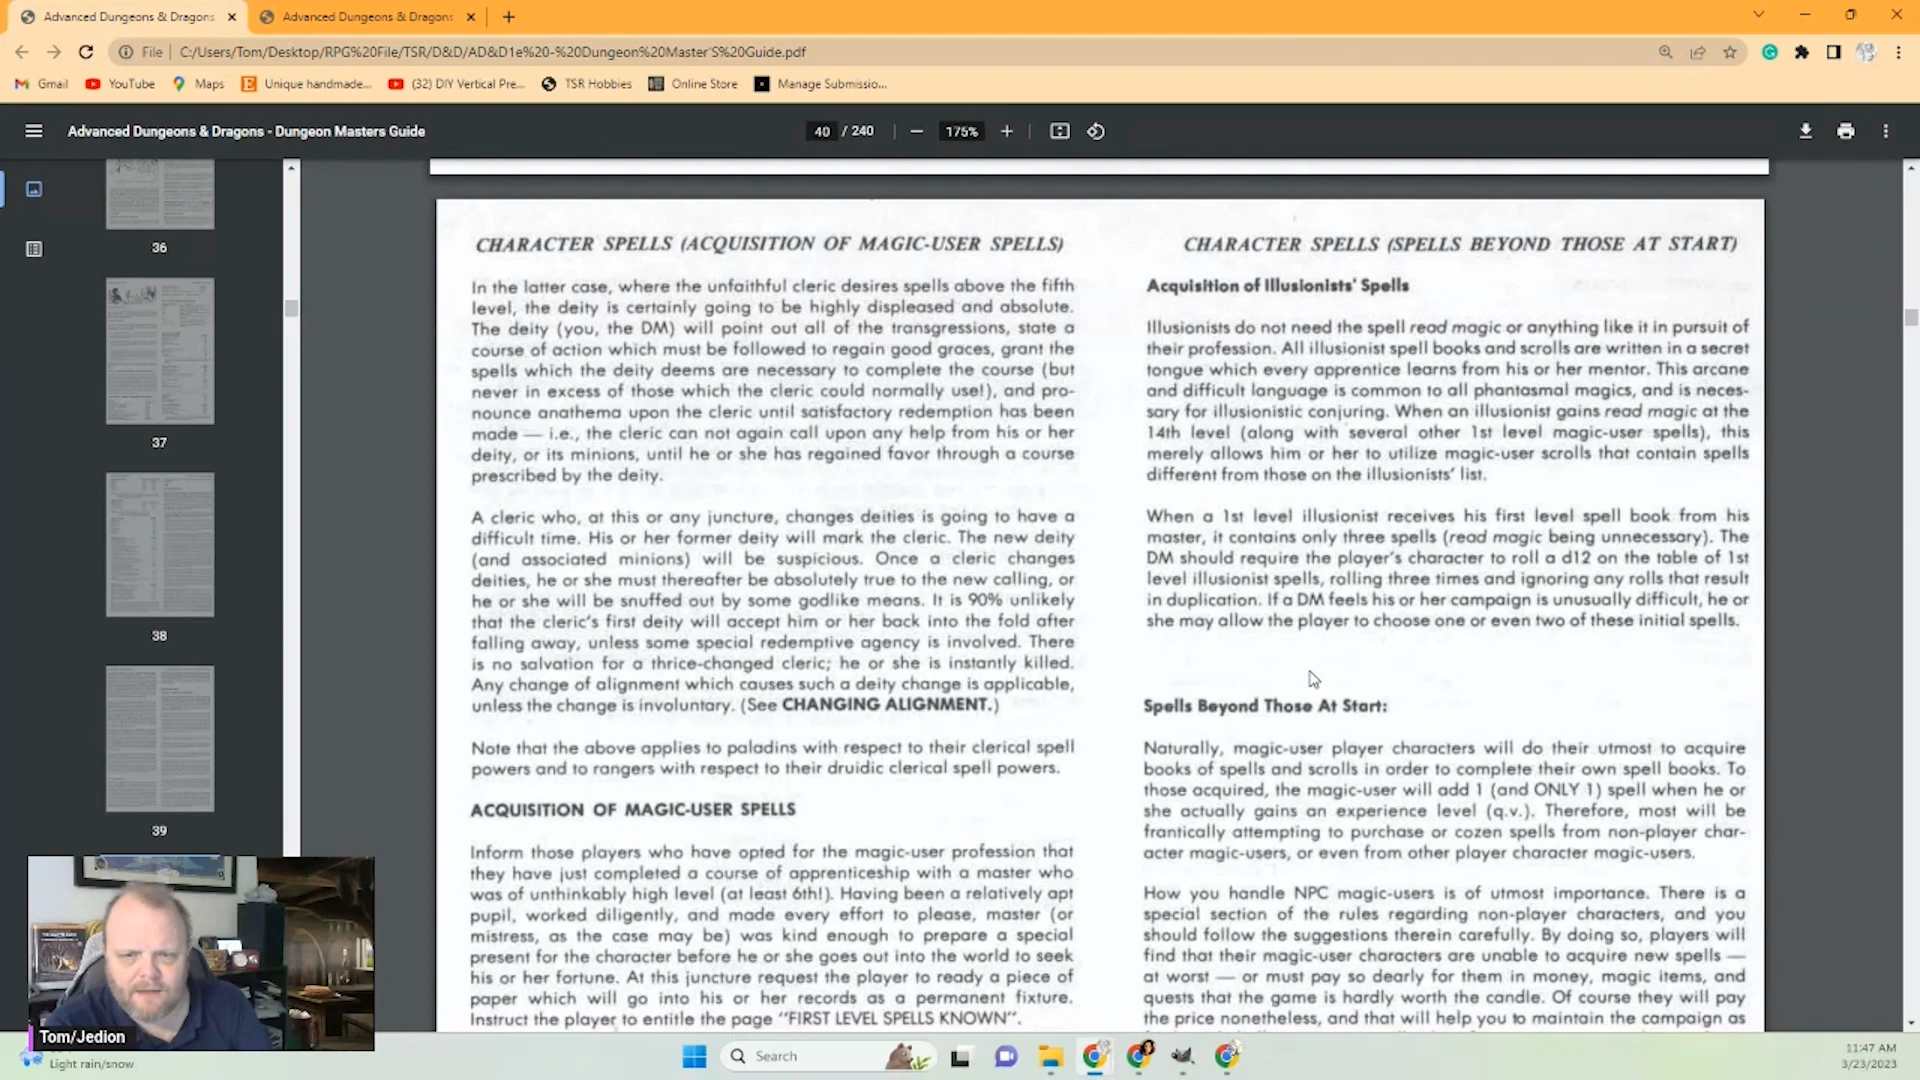 Advanced Dungeons & Dragons
Advanced Dungeons & Dragons
File
C:/Users/Tom/Desktop/RPG%20File/TSR/D&D/AD&D1e%20-%20Dungeon%20Master'S%20Guide.pdf
Gmail
YouTube
Maps
Unique handmade...
(32) DIY Vertical Pre...
TSR Hobbies
Online Store
Manage Submissio...
Advanced Dungeons & Dragons - Dungeon Masters Guide
40 / 240
175%
36
37
38
39
CHARACTER SPELLS (ACQUISITION OF MAGIC-USER SPELLS)
In the latter case, where the unfaithful cleric desires spells above the fifth
level, the deity is certainly going to be highly displeased and absolute.
The deity (you, the DM) will point out all of the transgressions, state a
course of action which must be followed to regain good graces, grant the
spells which the deity deems are necessary to complete the course (but
never in excess of those which the cleric could normally use!), and pro-
nounce anathema upon the cleric until satisfactory redemption has been
made — i.e., the cleric can not again call upon any help from his or her
deity, or its minions, until he or she has regained favor through a course
prescribed by the deity.
A cleric who, at this or any juncture, changes deities is going to have a
difficult time. His or her former deity will mark the cleric. The new deity
(and associated minions) will be suspicious. Once a cleric changes
deities, he or she must thereafter be absolutely true to the new calling, or
he or she will be snuffed out by some godlike means. It is 90% unlikely
that the cleric's first deity will accept him or her back into the fold after
falling away, unless some special redemptive agency is involved. There
is no salvation for a thrice-changed cleric; he or she is instantly killed.
Any change of alignment which causes such a deity change is applicable,
unless the change is involuntary. (See CHANGING ALIGNMENT.)
Note that the above applies to paladins with respect to their clerical spell
powers and to rangers with respect to their druidic clerical spell powers.
ACQUISITION OF MAGIC-USER SPELLS
Inform those players who have opted for the magic-user profession that
they have just completed a course of apprenticeship with a master who
was of unthinkably high level (at least 6th!). Having been a relatively apt
pupil, worked diligently, and made every effort to please, master (or
mistress, as the case may be) was kind enough to prepare a special
present for the character before he or she goes out into the world to seek
his or her fortune. At this juncture request the player to ready a piece of
paper which will go into his or her records as a permanent fixture.
Instruct the player to entitle the page "FIRST LEVEL SPELLS KNOWN".
CHARACTER SPELLS (SPELLS BEYOND THOSE AT START)
Acquisition of Illusionists' Spells
Illusionists do not need the spell read magic or anything like it in pursuit of
their profession. All illusionist spell books and scrolls are written in a secret
tongue which every apprentice learns from his or her mentor. This arcane
and difficult language is common to all phantasmal magics, and is neces-
sary for illusionistic conjuring. When an illusionist gains read magic at the
14th level (along with several other 1st level magic-user spells), this
merely allows him or her to utilize magic-user scrolls that contain spells
different from those on the illusionists' list.
When a 1st level illusionist receives his first level spell book from his
master, it contains only three spells (read magic being unnecessary). The
DM should require the player's character to roll a d12 on the table of 1st
level illusionist spells, rolling three times and ignoring any rolls that result
in duplication. If a DM feels his or her campaign is unusually difficult, he or
she may allow the player to choose one or even two of these initial spells.
Spells Beyond Those At Start:
Naturally, magic-user player characters will do their utmost to acquire
books of spells and scrolls in order to complete their own spell books. To
those acquired, the magic-user will add 1 (and ONLY 1) spell when he or
she actually gains an experience level (q.v.). Therefore, most will be
frantically attempting to purchase or cozen spells from non-player char-
acter magic-users, or even from other player character magic-users.
How you handle NPC magic-users is of utmost importance. There is a
special section of the rules regarding non-player characters, and you
should follow the suggestions therein carefully. By doing so, players will
find that their magic-user characters are unable to acquire new spells —
at worst — or must pay so dearly for them in money, magic items, and
quests that the game is hardly worth the candle. Of course they will pay
the price nonetheless, and that will help you to maintain the campaign as
Tom/Jedion
Light rain/snow
Search
11:47 AM
3/23/2023